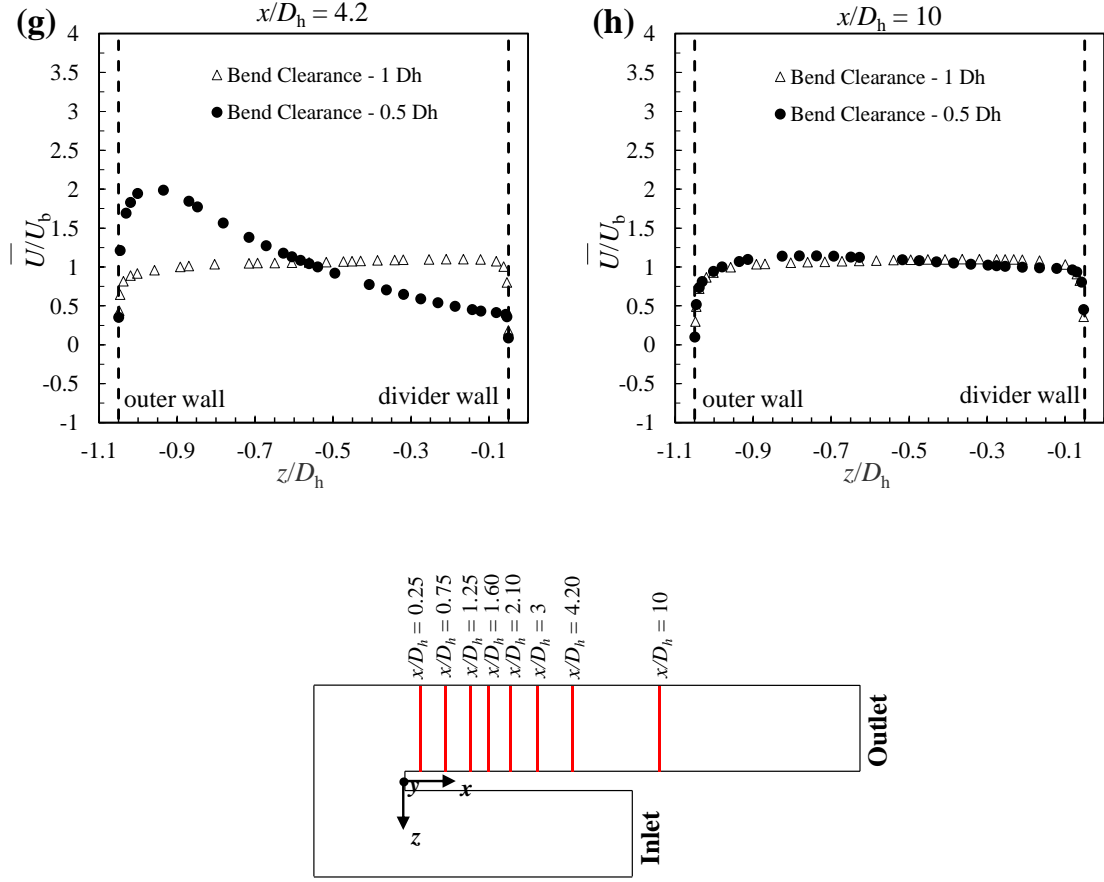 (g)
x/Dh = 4.2
4
3.5
3
2.5
2
1.5
1
0.5
0
-0.5
-1
U/Ub
Bend Clearance - 1 Dh
Bend Clearance - 0.5 Dh
outer wall
divider wall
-1.1
-0.9
-0.7
-0.5
-0.3
-0.1
z/Dh
(h)
x/Dh = 10
4
3.5
3
2.5
2
1.5
1
0.5
0
-0.5
-1
U/Ub
Bend Clearance - 1 Dh
Bend Clearance - 0.5 Dh
outer wall
divider wall
-1.1
-0.9
-0.7
-0.5
-0.3
-0.1
z/Dh
x/Dh = 0.25
x/Dh = 0.75
x/Dh = 1.25
x/Dh = 1.60
x/Dh = 2.10
x/Dh = 3
x/Dh = 4.20
x/Dh = 10
Outlet
y
x
z
Inlet